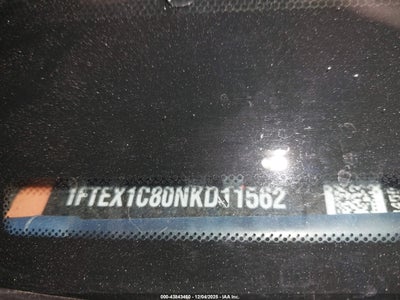 1FTEX1C80NKD11562
000-43843460 - 12/04/2025 - IAA Inc.